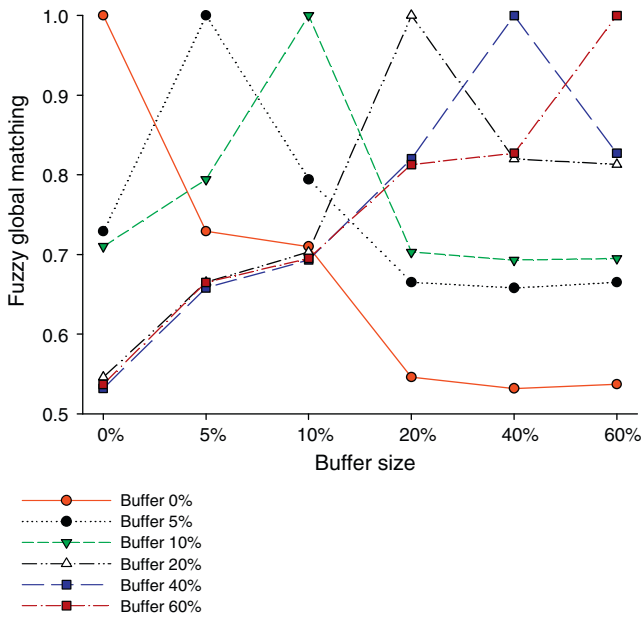 1.0
0.9
0.8
0.7
0.6
0.5
Fuzzy global matching
0% 5% 10% 20% 40% 60%
Buffer size
Buffer 0%
Buffer 5%
Buffer 10%
Buffer 20%
Buffer 40%
Buffer 60%